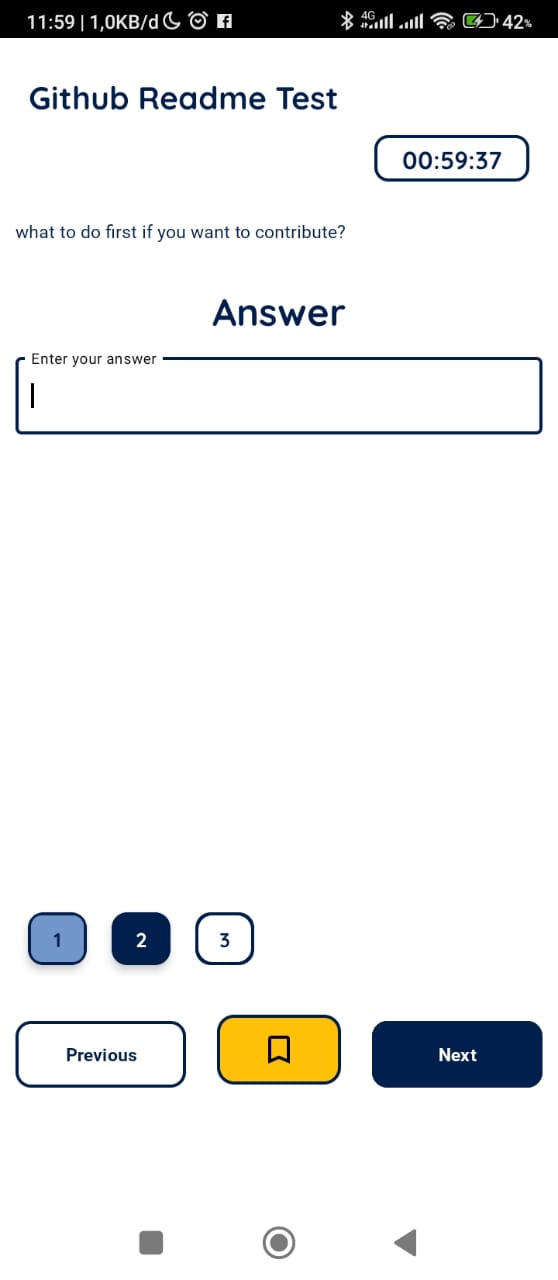 11:59 | 1,0KB/d 4G 42%
Github Readme Test
00:59:37
what to do first if you want to contribute?
Answer
Enter your answer
1 2 3
Previous Next